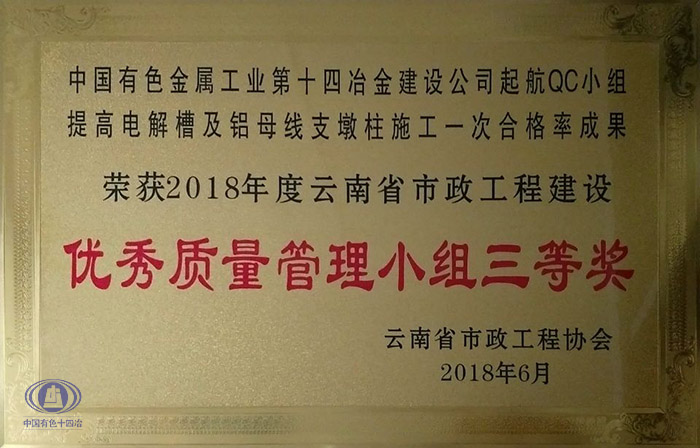 中国有色金属工业第十四冶金建设公司起航QC小组
提高电解槽及铝母线支墩柱施工一次合格率成果
荣获2018年度云南省市政工程建设
优秀质量管理小组三等奖
云南省市政工程协会
2018年6月
中国有色十四冶